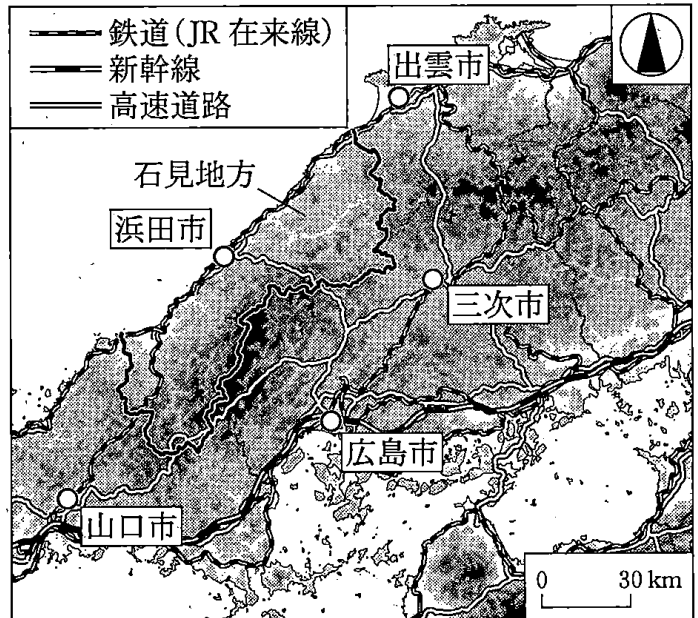 鉄道(JR 在来線)
新幹線
高速道路
出雲市
石見地方
浜田市
三次市
広島市
山口市
0 30 km